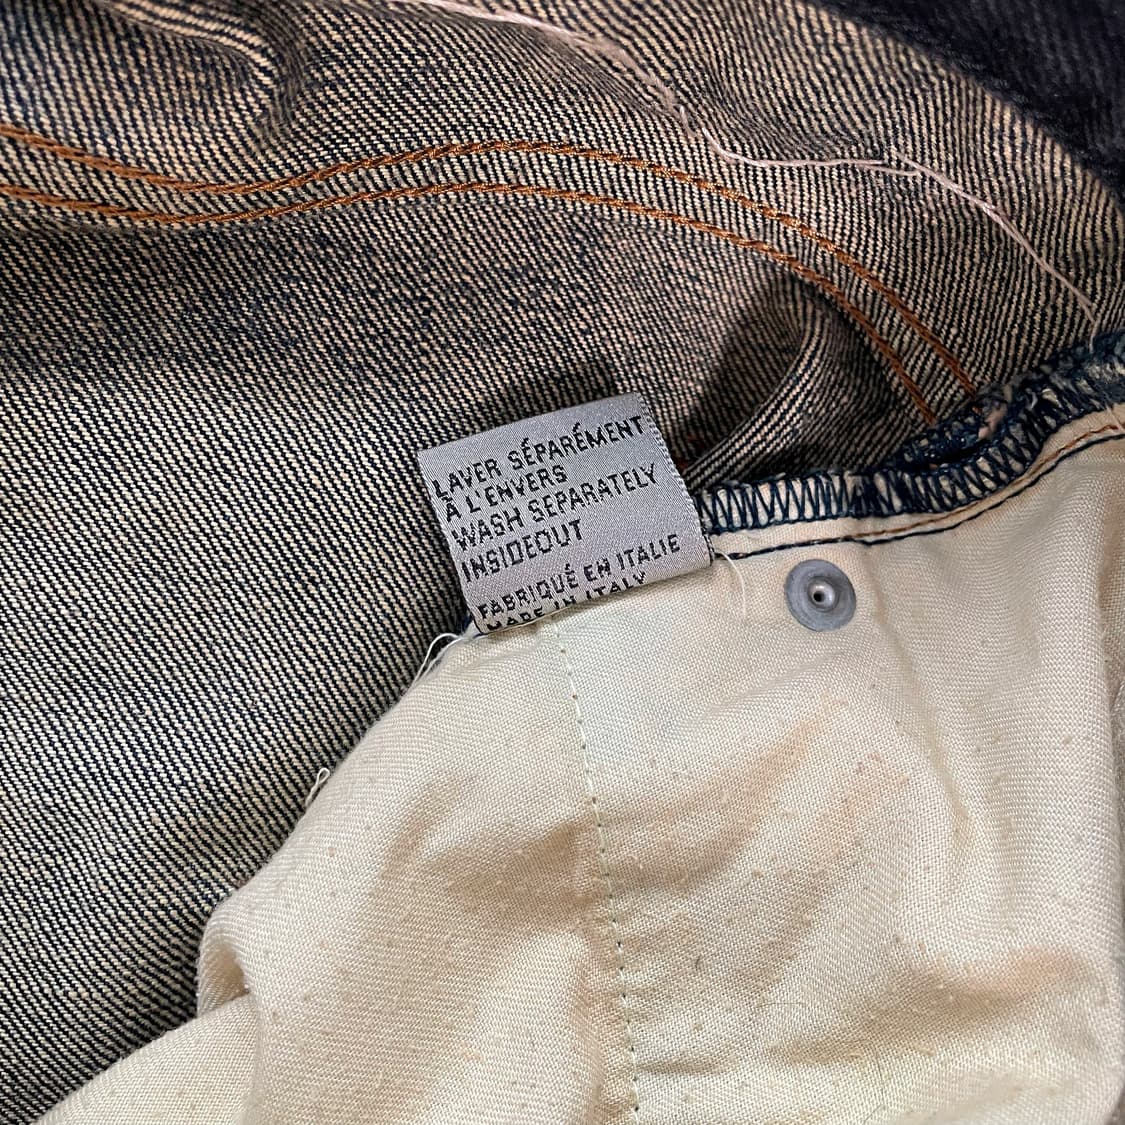 LAVER SÉPARÉMENT
À L'ENVERS
WASH SEPARATELY
INSIDEOUT
FABRIQUÉ EN ITALIE
MADE IN ITALY